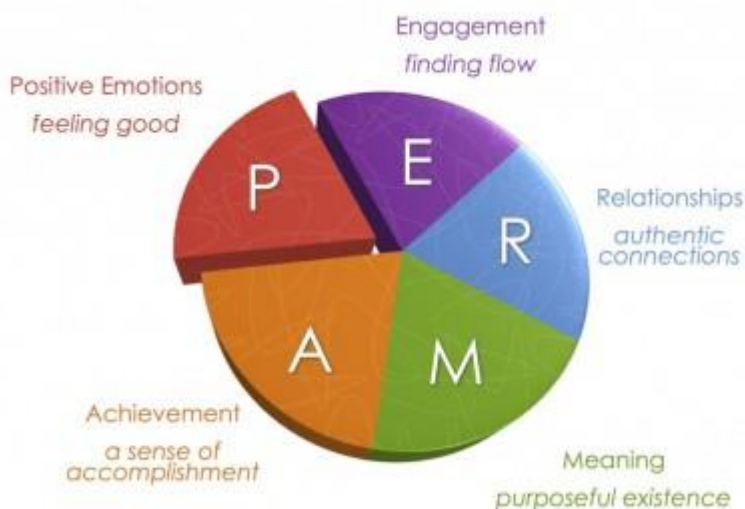 Engagement
finding flow
Positive Emotions
feeling good
P
E
R
Relationships
authentic
connections
A
M
Achievement
a sense of
accomplishment
Meaning
purposeful existence